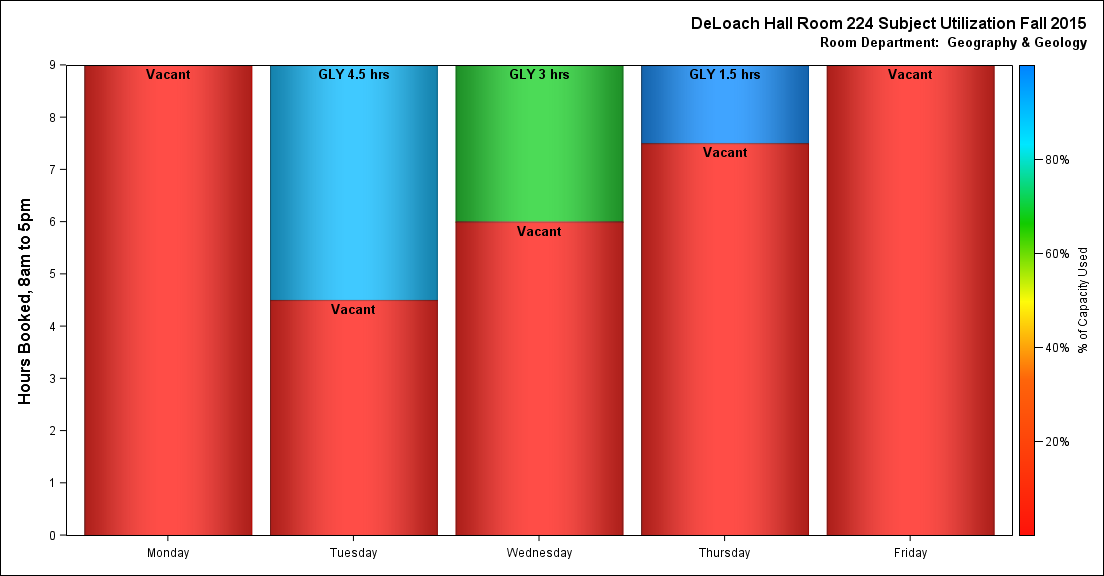 DeLoach Hall Room 224 Subject Utilization Fall 2015
Room Department:  Geography & Geology
Hours Booked, 8am to 5pm
9
8
7
6
5
4
3
2
1
0
Vacant
GLY 4.5 hrs
GLY 3 hrs
GLY 1.5 hrs
Vacant
Vacant
Vacant
Vacant
Monday
Tuesday
Wednesday
Thursday
Friday
80%
60%
40%
20%
% of Capacity Used